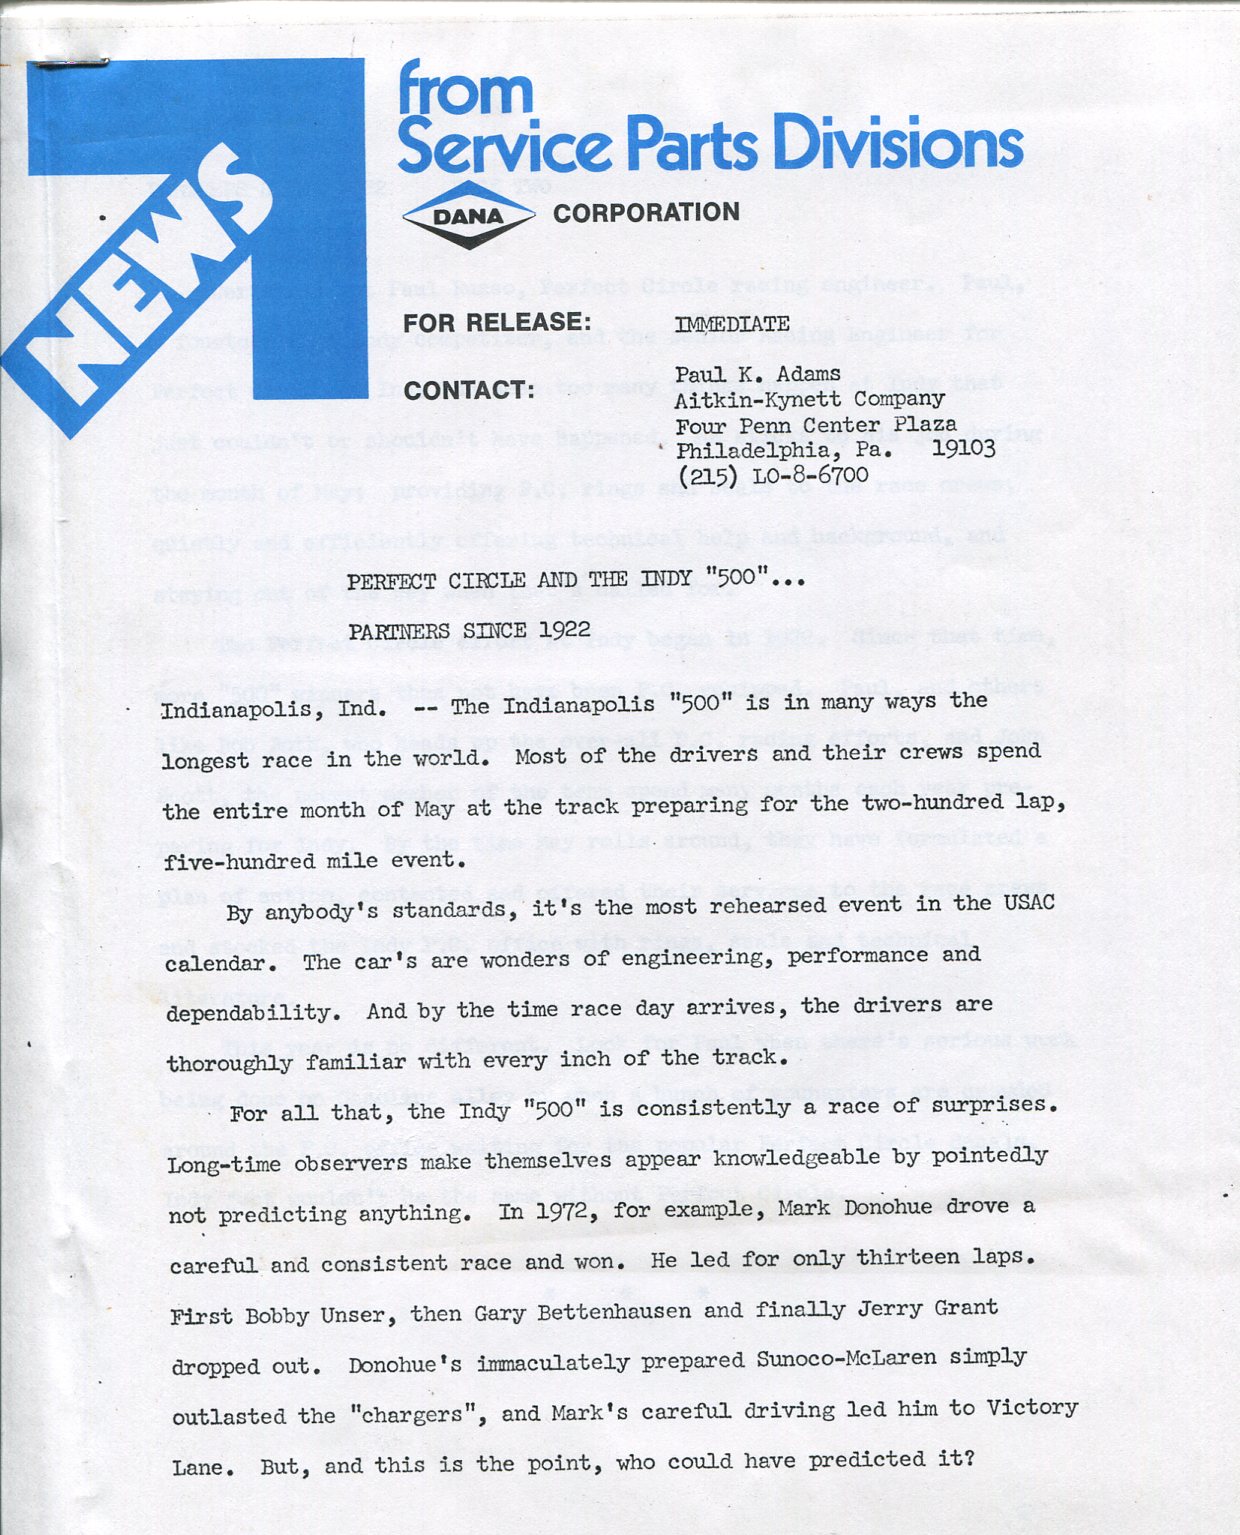 NEWS
from
Service Parts Divisions
DANA CORPORATION
FOR RELEASE: IMMEDIATE
CONTACT: Paul K. Adams
Aitkin-Kynett Company
Four Penn Center Plaza
Philadelphia, Pa. 19103
(215) LO-8-6700
PERFECT CIRCLE AND THE INDY "500"...
PARTNERS SINCE 1922
Indianapolis, Ind. -- The Indianapolis "500" is in many ways the
longest race in the world. Most of the drivers and their crews spend
the entire month of May at the track preparing for the two-hundred lap,
five-hundred mile event.
By anybody's standards, it's the most rehearsed event in the USAC
calendar. The car's are wonders of engineering, performance and
dependability. And by the time race day arrives, the drivers are
thoroughly familiar with every inch of the track.
For all that, the Indy "500" is consistently a race of surprises.
Long-time observers make themselves appear knowledgeable by pointedly
not predicting anything. In 1972, for example, Mark Donohue drove a
careful and consistent race and won. He led for only thirteen laps.
First Bobby Unser, then Gary Bettenhausen and finally Jerry Grant
dropped out. Donohue's immaculately prepared Sunoco-McLaren simply
outlasted the "chargers", and Mark's careful driving led him to Victory
Lane. But, and this is the point, who could have predicted it?